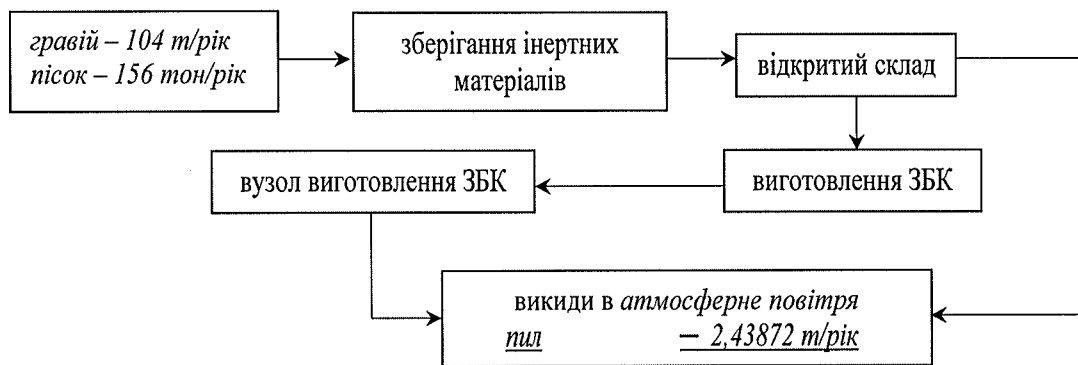 гравій – 104 т/рік
пісок – 156 тон/рік
зберігання інертних
матеріалів
відкритий склад
вузол виготовлення ЗБК
виготовлення ЗБК
викиди в атмосферне повітря
пил – 2,43872 т/рік